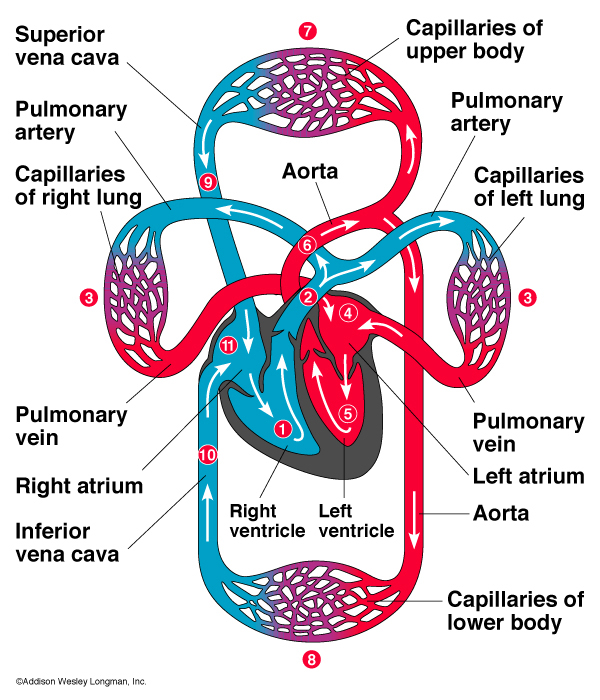 7
Superior
vena cava
Capillaries of
upper body
Pulmonary
artery
Pulmonary
artery
Capillaries
of right lung
Aorta
Capillaries
of left lung
9
6
3
2
4
3
11
5
1
Pulmonary
vein
Pulmonary
vein
10
Right atrium
Left atrium
Right
ventricle
Left
ventricle
Aorta
Inferior
vena cava
Capillaries of
lower body
8
©Addison Wesley Longman, Inc.